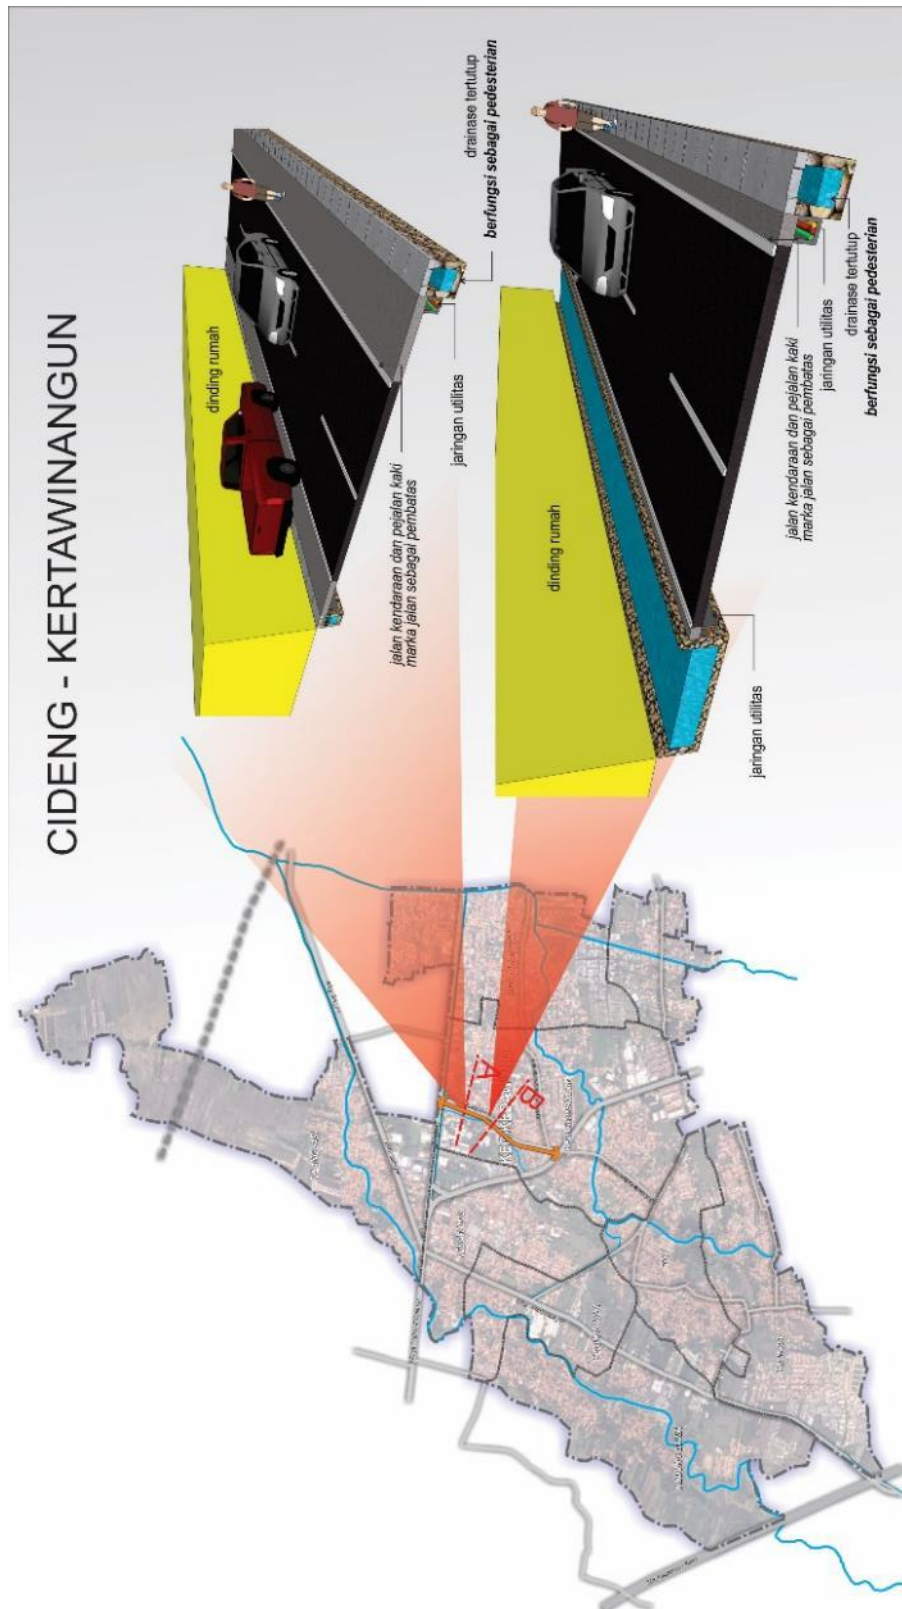 CIDENG - KERTAWINANGUN
dinding rumah
drainase tertutup
berfungsi sebagai pedesterian
jaringan utilitas
jalan kendaraan dan pejalan kaki
marka jalan sebagai pembatas
dinding rumah
jaringan utilitas
jalan kendaraan dan pejalan kaki
marka jalan sebagai pembatas
jaringan utilitas
drainase tertutup
berfungsi sebagai pedesterian
A
B